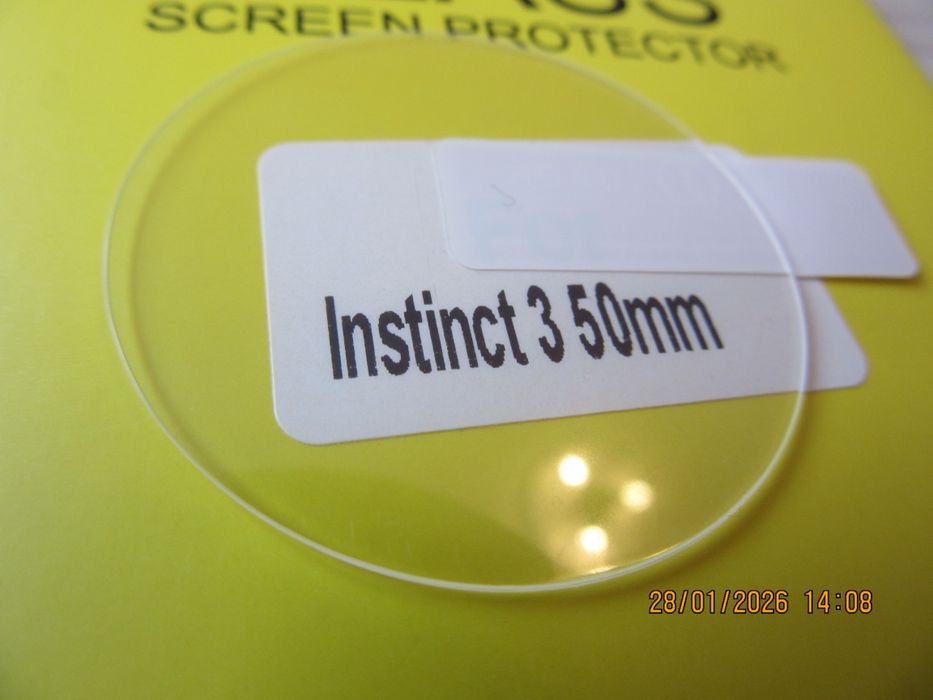 SCREEN PROTECTOR
Instinct 3 50mm
28/01/2026 14:08